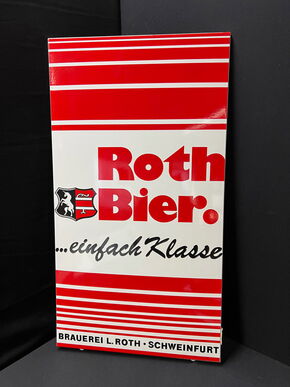 Roth
Bier.
...einfach Klasse
BRAUEREI L. ROTH · SCHWEINFURT